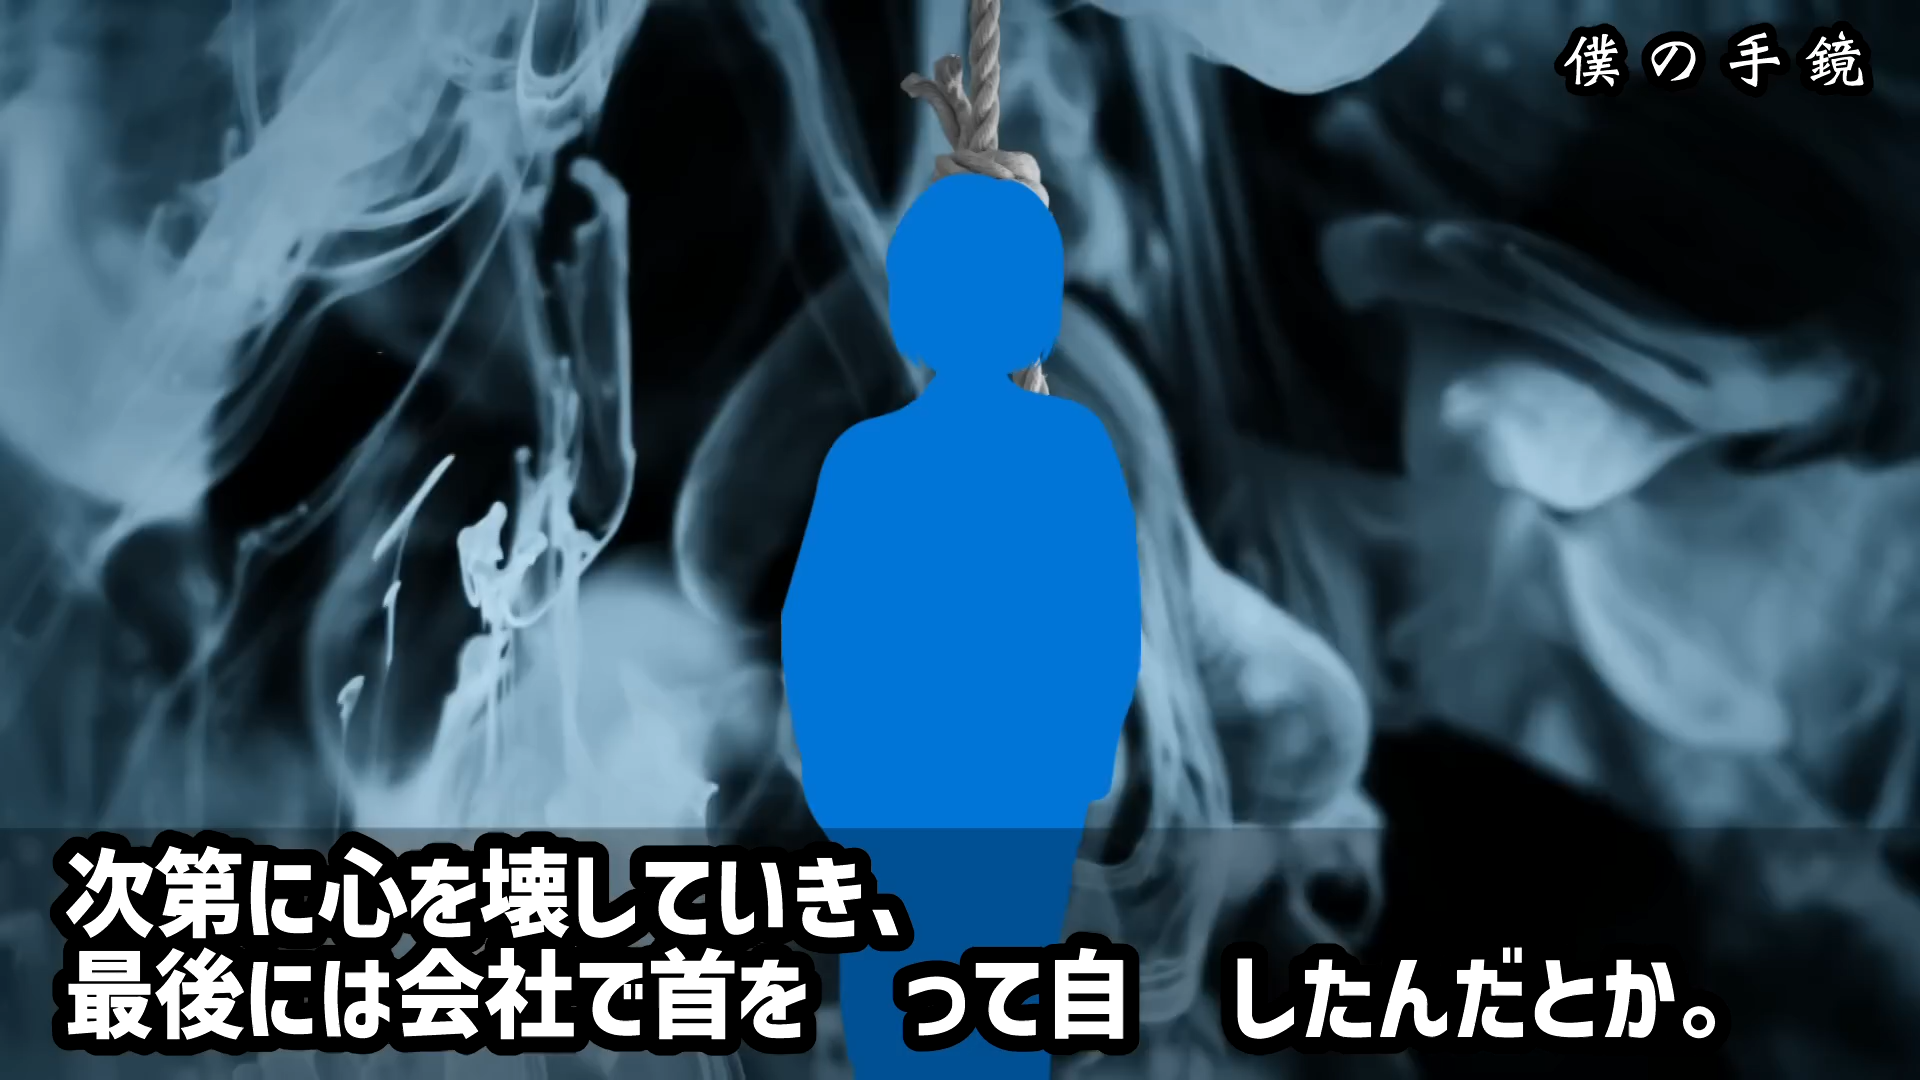 僕の手鏡
次第に心を壊していき、
最後には会社で首を　って自　したんだとか。